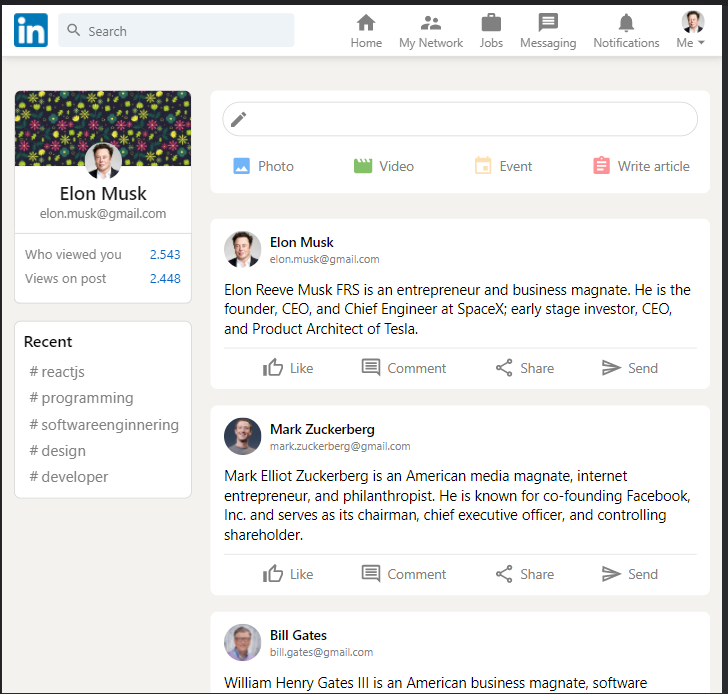 in
Search
Home
My Network
Jobs
Messaging
Notifications
Me
Elon Musk
elon.musk@gmail.com
Who viewed you 2.543
Views on post 2.448
Recent
# reactjs
# programming
# softwareenginnering
# design
# developer
Photo
Video
Event
Write article
Elon Musk
elon.musk@gmail.com
Elon Reeve Musk FRS is an entrepreneur and business magnate. He is the
founder, CEO, and Chief Engineer at SpaceX; early stage investor, CEO,
and Product Architect of Tesla.
Like
Comment
Share
Send
Mark Zuckerberg
mark.zuckerberg@gmail.com
Mark Elliot Zuckerberg is an American media magnate, internet
entrepreneur, and philanthropist. He is known for co-founding Facebook,
Inc. and serves as its chairman, chief executive officer, and controlling
shareholder.
Like
Comment
Share
Send
Bill Gates
bill.gates@gmail.com
William Henry Gates III is an American business magnate, software